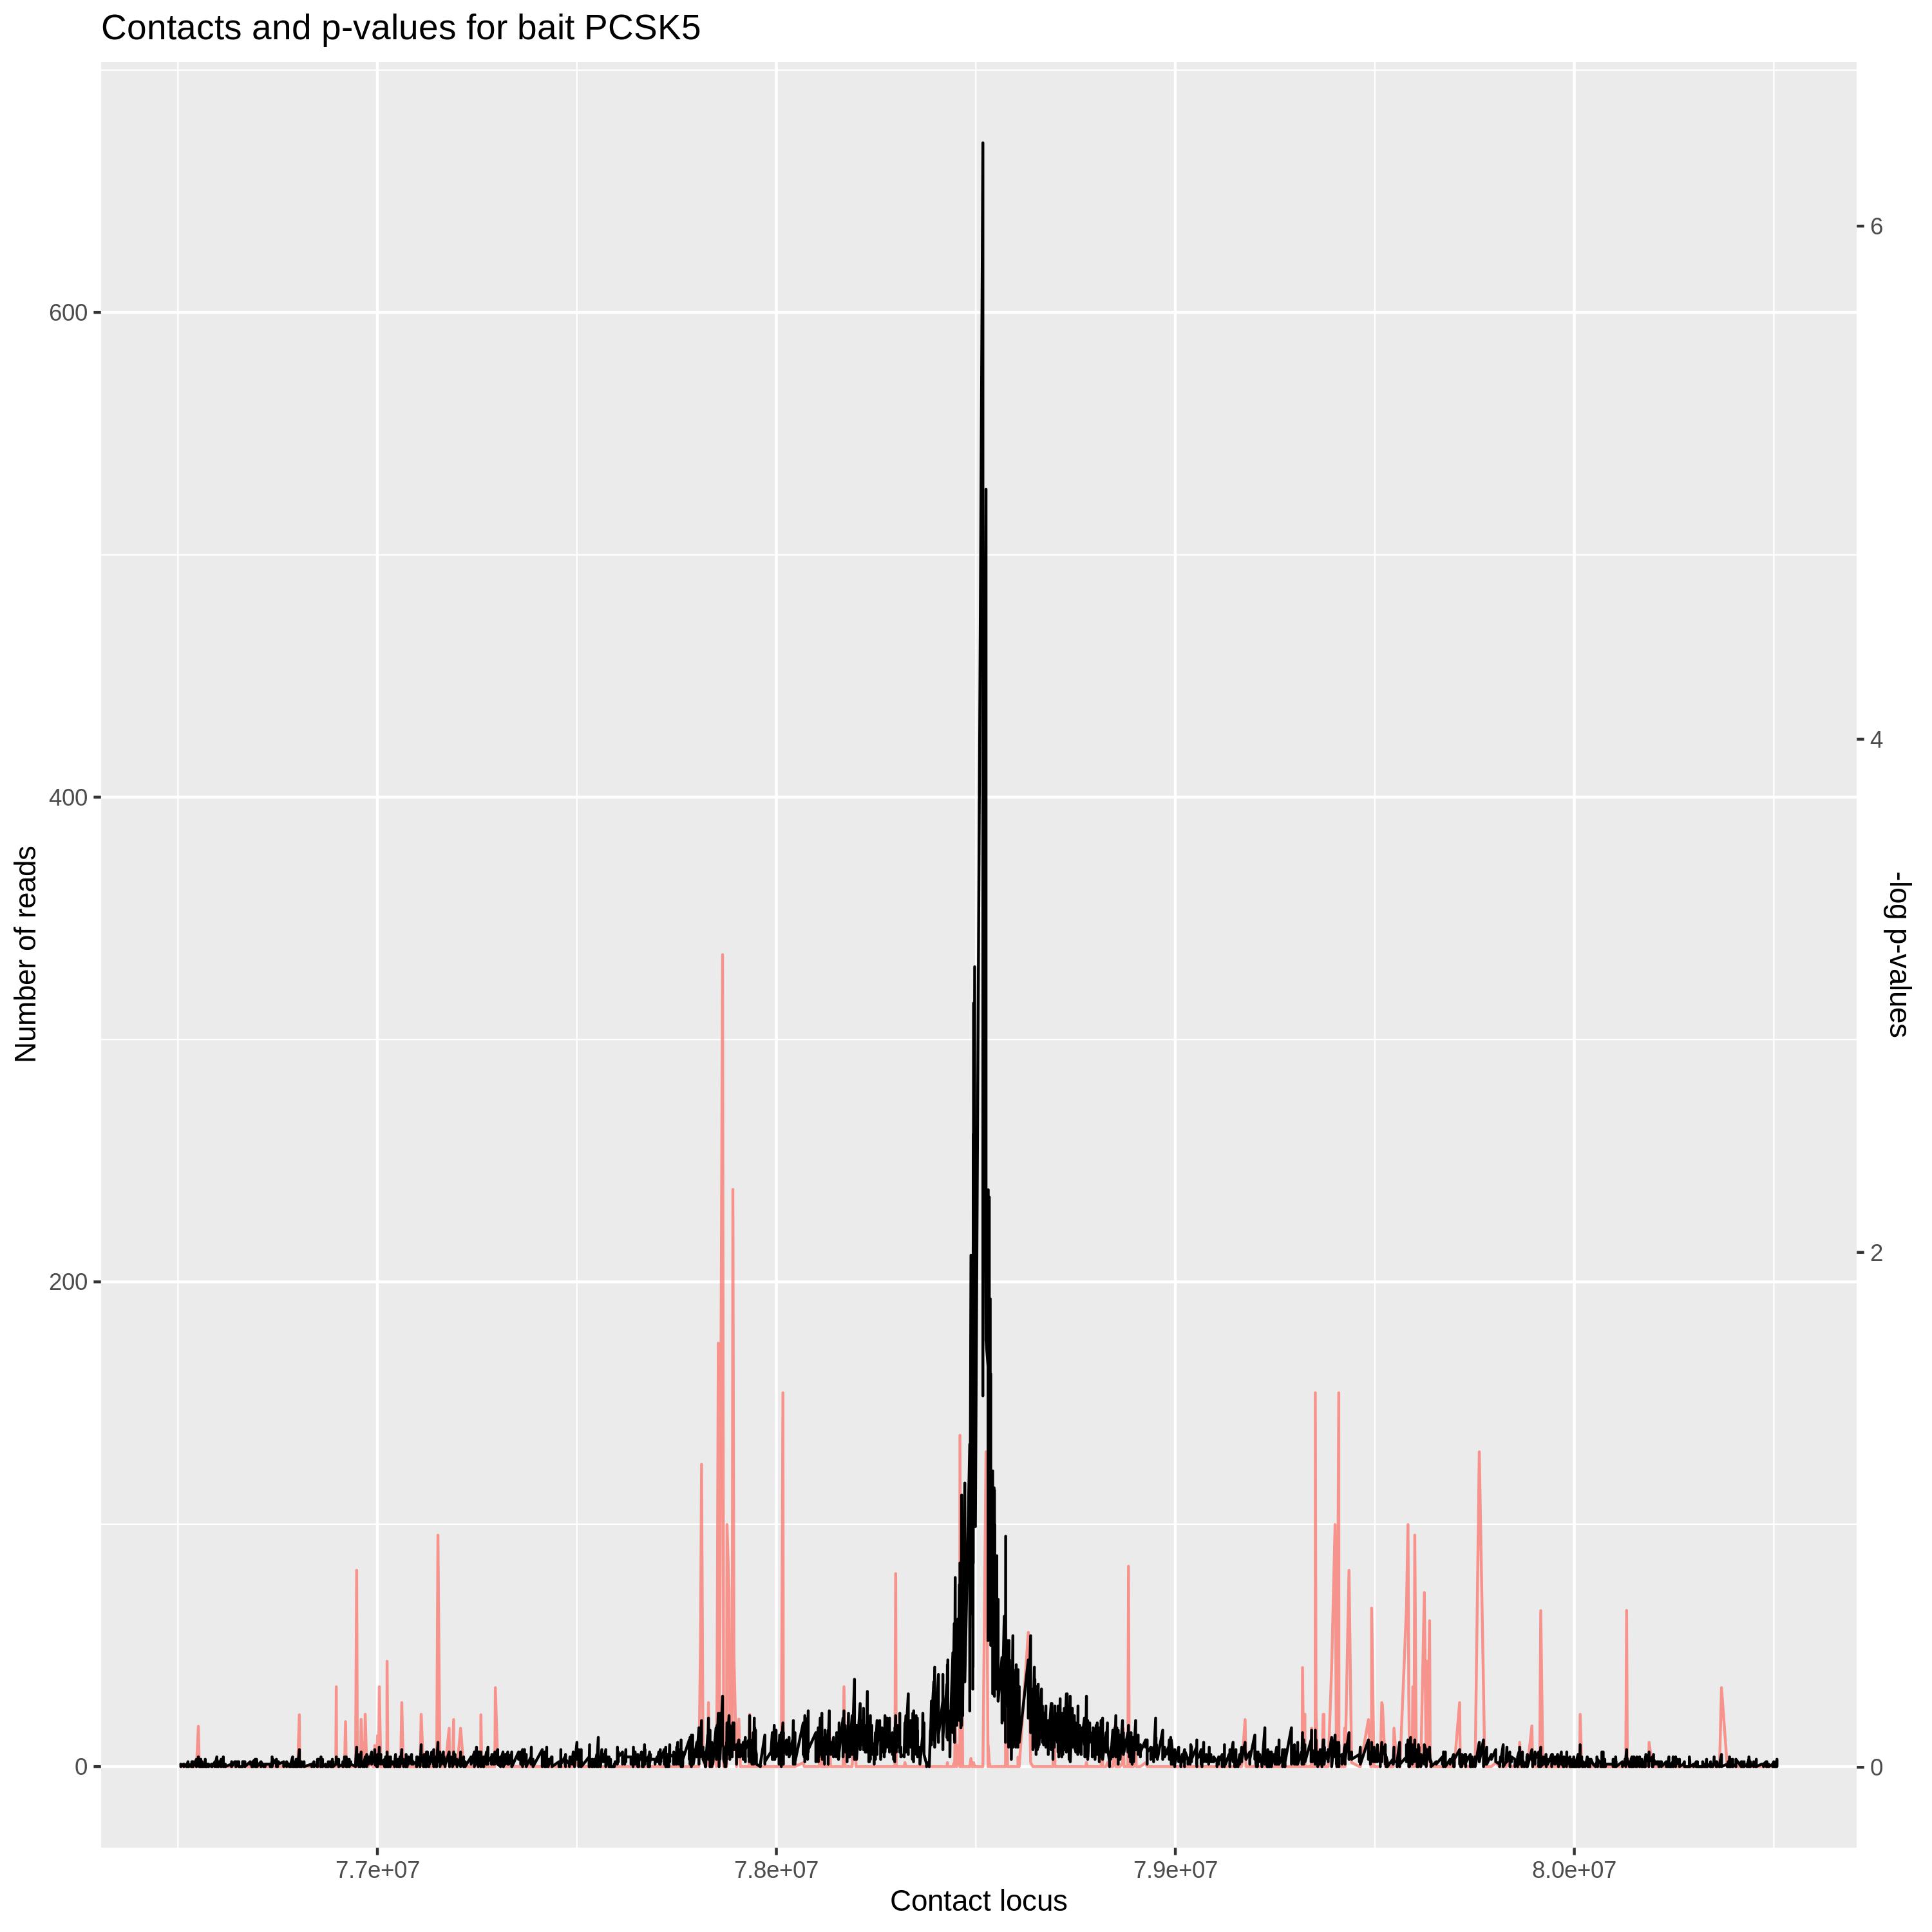 Contacts and p-values for bait PCSK5
Number of reads
600
400
200
0
6
4
2
0
-log p-values
7.7e+07
7.8e+07
7.9e+07
8.0e+07
Contact locus